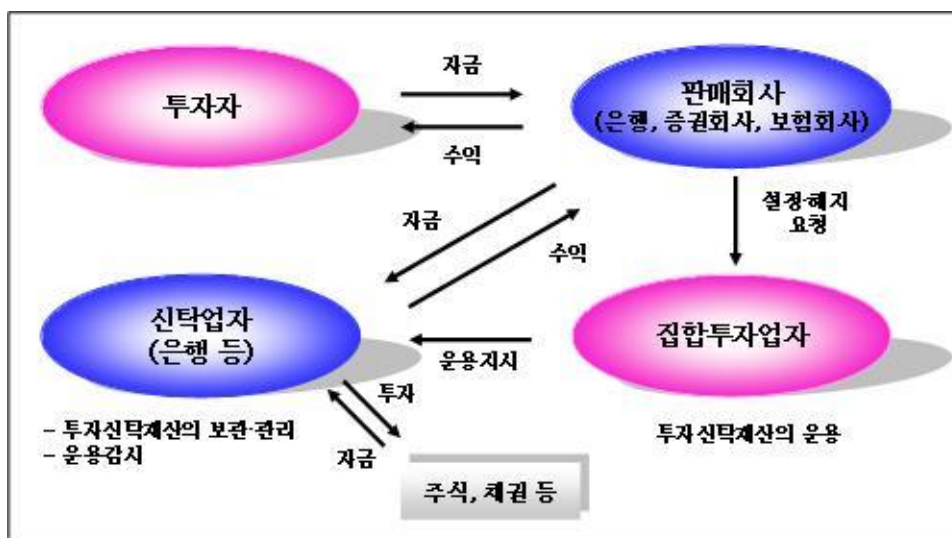 투자자
자금
수익
판매회사
(은행, 증권회사, 보험회사)
자금
수익
설정·해지
요청
신탁업자
(은행 등)
운용지시
집합투자업자
- 투자신탁재산의 보관·관리
- 운용감시
투자
자금
투자신탁재산의 운용
주식, 채권 등